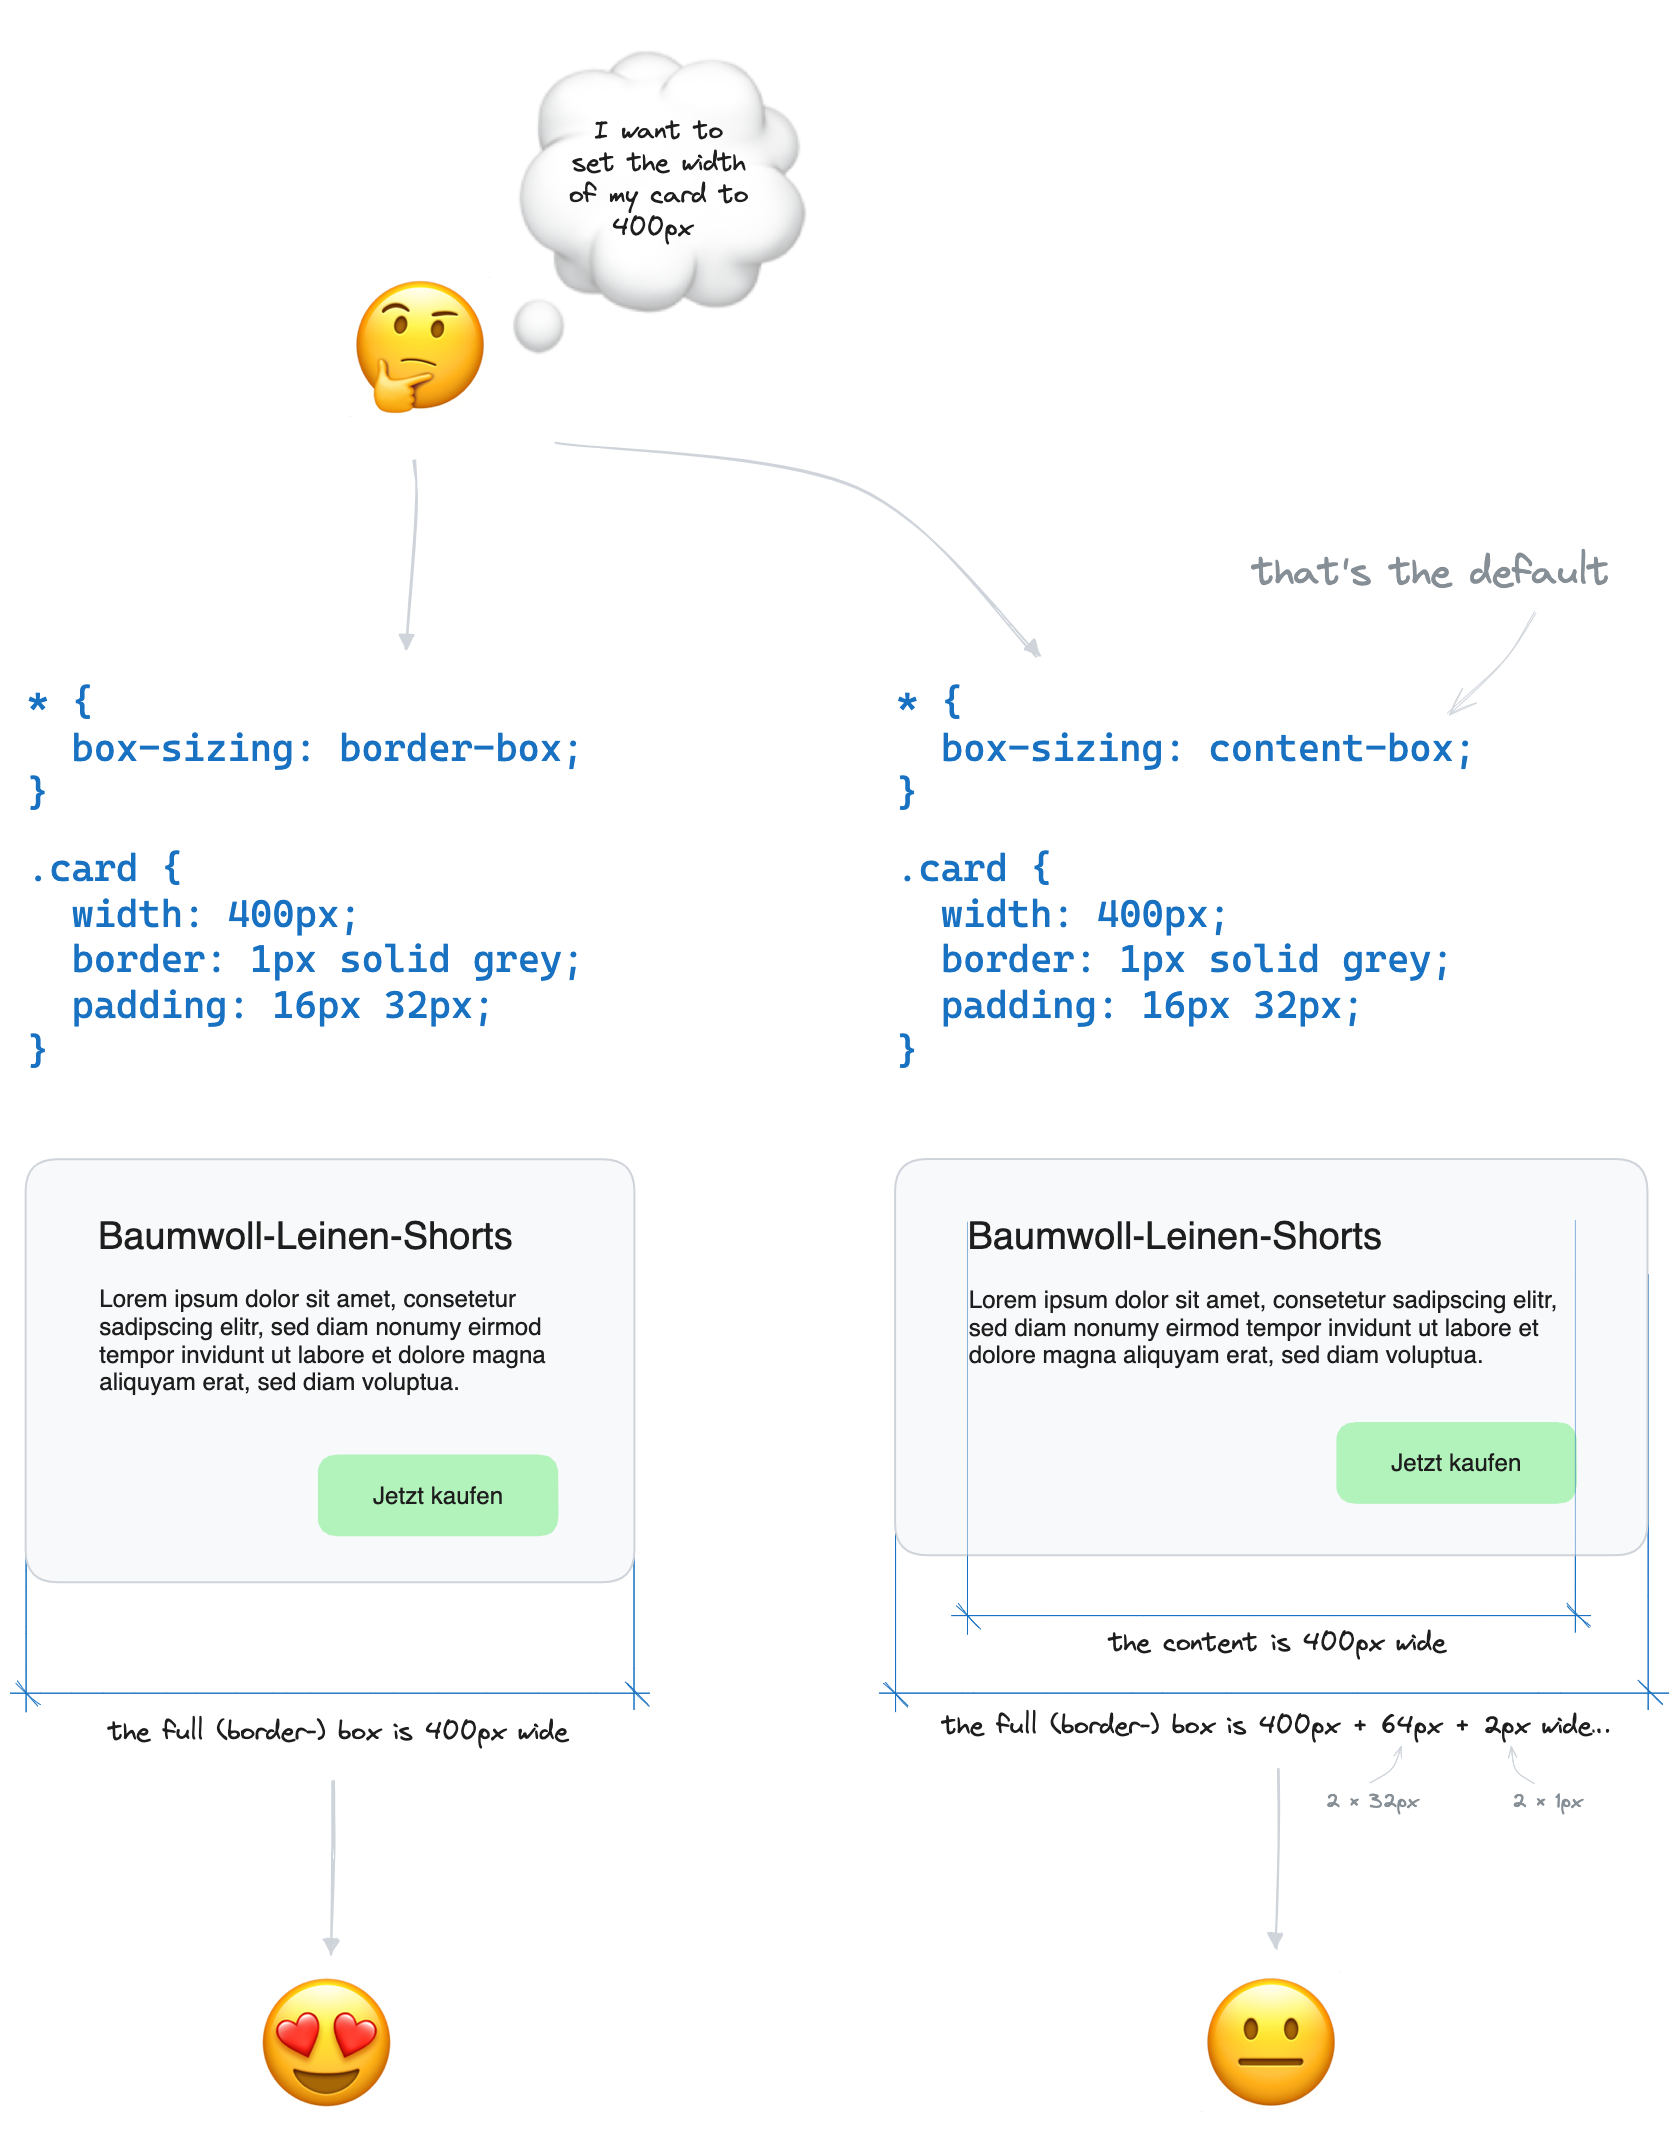 I want to
set the width
of my card to
400px
that's the default
* {
  box-sizing: border-box;
}
.card {
  width: 400px;
  border: 1px solid grey;
  padding: 16px 32px;
}
* {
  box-sizing: content-box;
}
.card {
  width: 400px;
  border: 1px solid grey;
  padding: 16px 32px;
}
Baumwoll-Leinen-Shorts
Lorem ipsum dolor sit amet, consetetur
sadipscing elitr, sed diam nonumy eirmod
tempor invidunt ut labore et dolore magna
aliquyam erat, sed diam voluptua.
Jetzt kaufen
the full (border-) box is 400px wide
Baumwoll-Leinen-Shorts
Lorem ipsum dolor sit amet, consetetur sadipscing elitr,
sed diam nonumy eirmod tempor invidunt ut labore et
dolore magna aliquyam erat, sed diam voluptua.
Jetzt kaufen
the content is 400px wide
the full (border-) box is 400px + 64px + 2px wide...
2 × 32px
2 × 1px